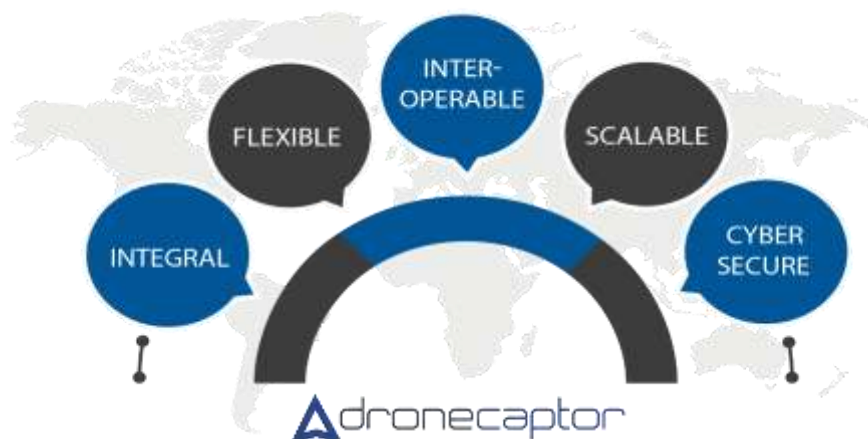 INTEGRAL
FLEXIBLE
INTER-
OPERABLE
SCALABLE
CYBER
SECURE
dronecaptor